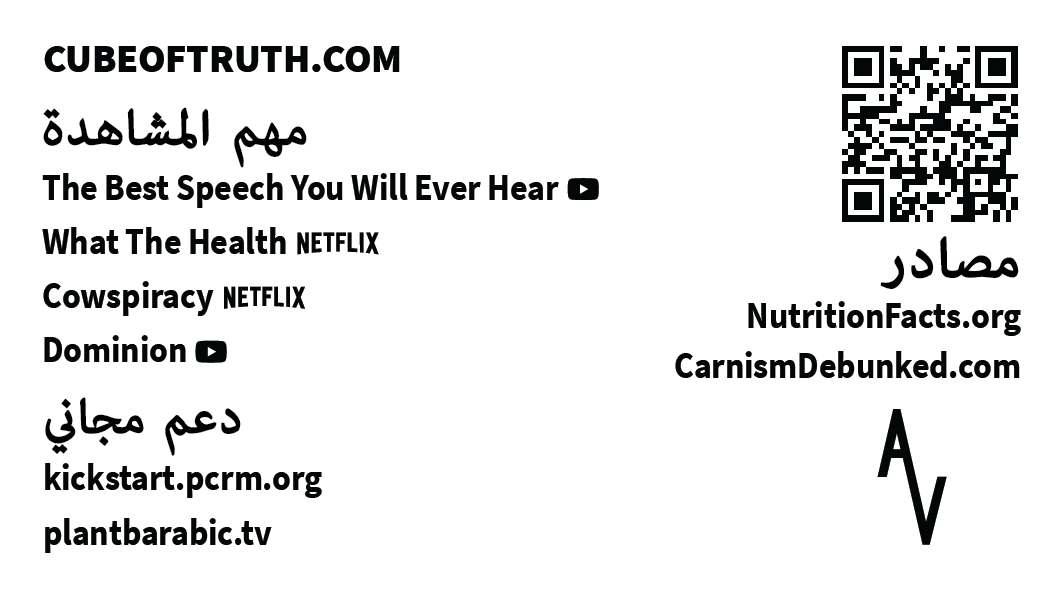 CUBEOFTRUTH.COM
مهم المشاهدة
The Best Speech You Will Ever Hear
What The Health NETFLIX
Cowspiracy NETFLIX
Dominion
دعم مجاني
kickstart.pcrm.org
plantbarabic.tv
مصادر
NutritionFacts.org
CarnismDebunked.com
AV